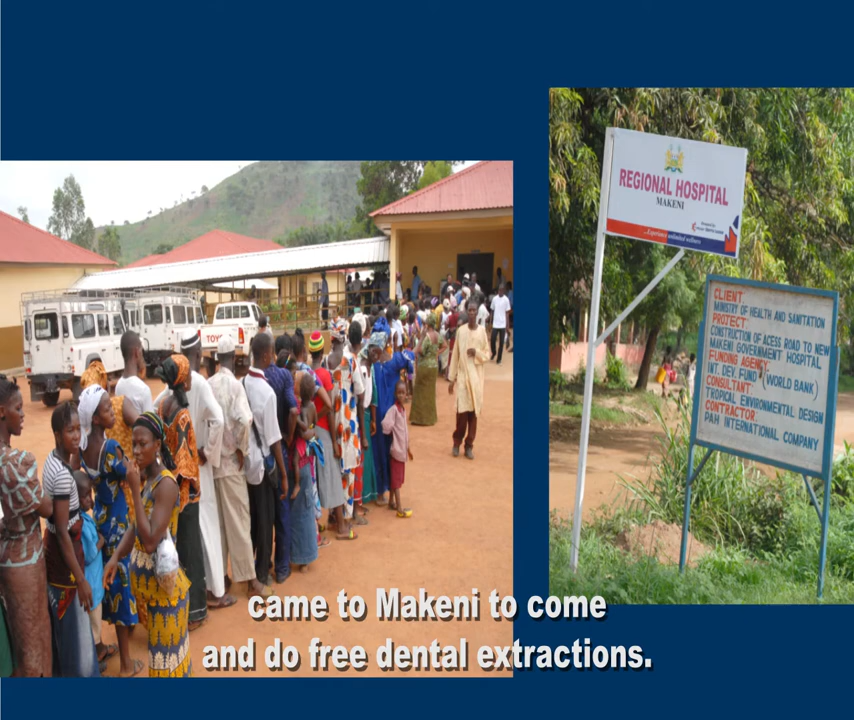 REGIONAL HOSPITAL
MAKENI
CLIENT:
MINISTRY OF HEALTH AND SANITATION
PROJECT:
CONSTRUCTION OF ACESS ROAD TO NEW
MAKENI GOVERNMENT HOSPITAL
FUNDING AGENCY:
INT. DEV. FUND (WORLD BANK)
CONSULTANT:
TROPICAL ENVIRONMENTAL DESIGN
CONTRACTOR:
PAH INTERNATIONAL COMPANY
TOYOTA
came to Makeni to come
and do free dental extractions.